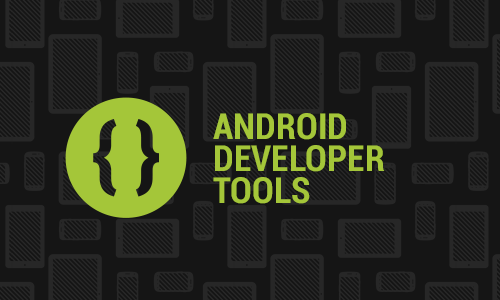 { }
ANDROID
DEVELOPER
TOOLS